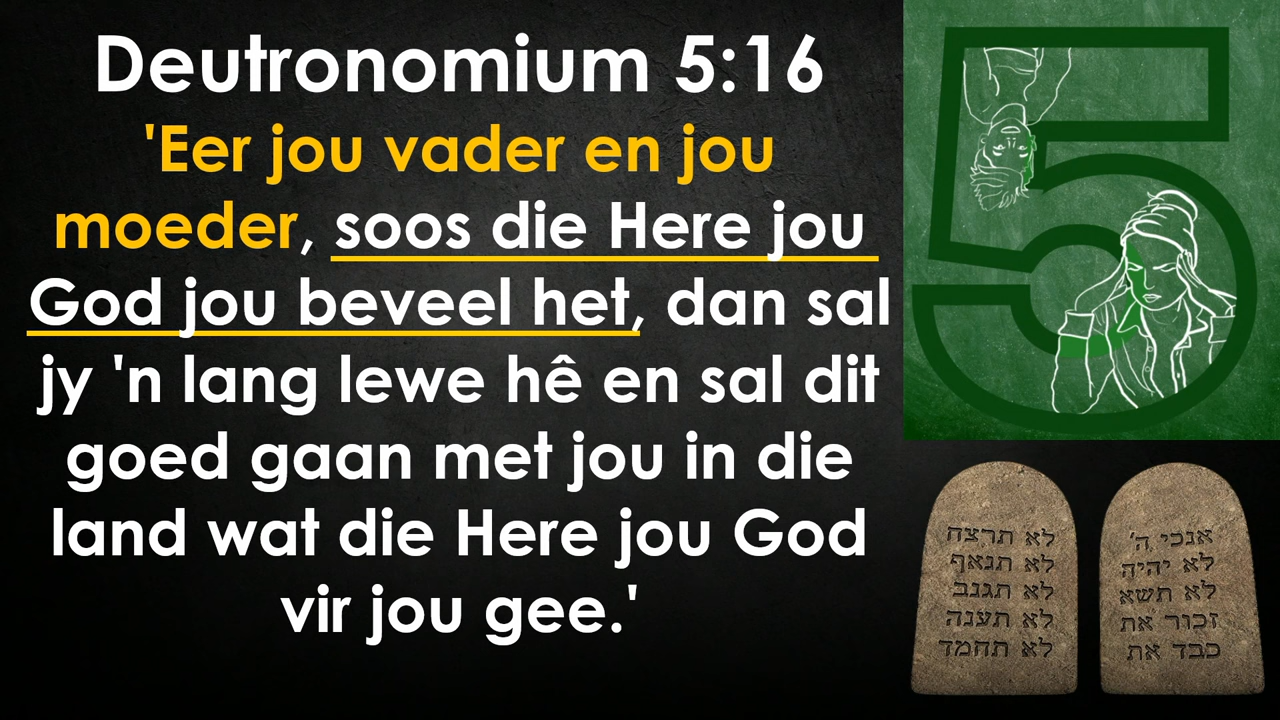 Deutronomium 5:16
'Eer jou vader en jou
moeder, soos die Here jou
God jou beveel het, dan sal
jy 'n lang lewe hê en sal dit
goed gaan met jou in die
land wat die Here jou God
vir jou gee.'
5
אנכי ה'
לא יהיה
לא תשא
זכור את
כבד את
לא תרצח
לא תנאף
לא תגנב
לא תענה
לא תחמד